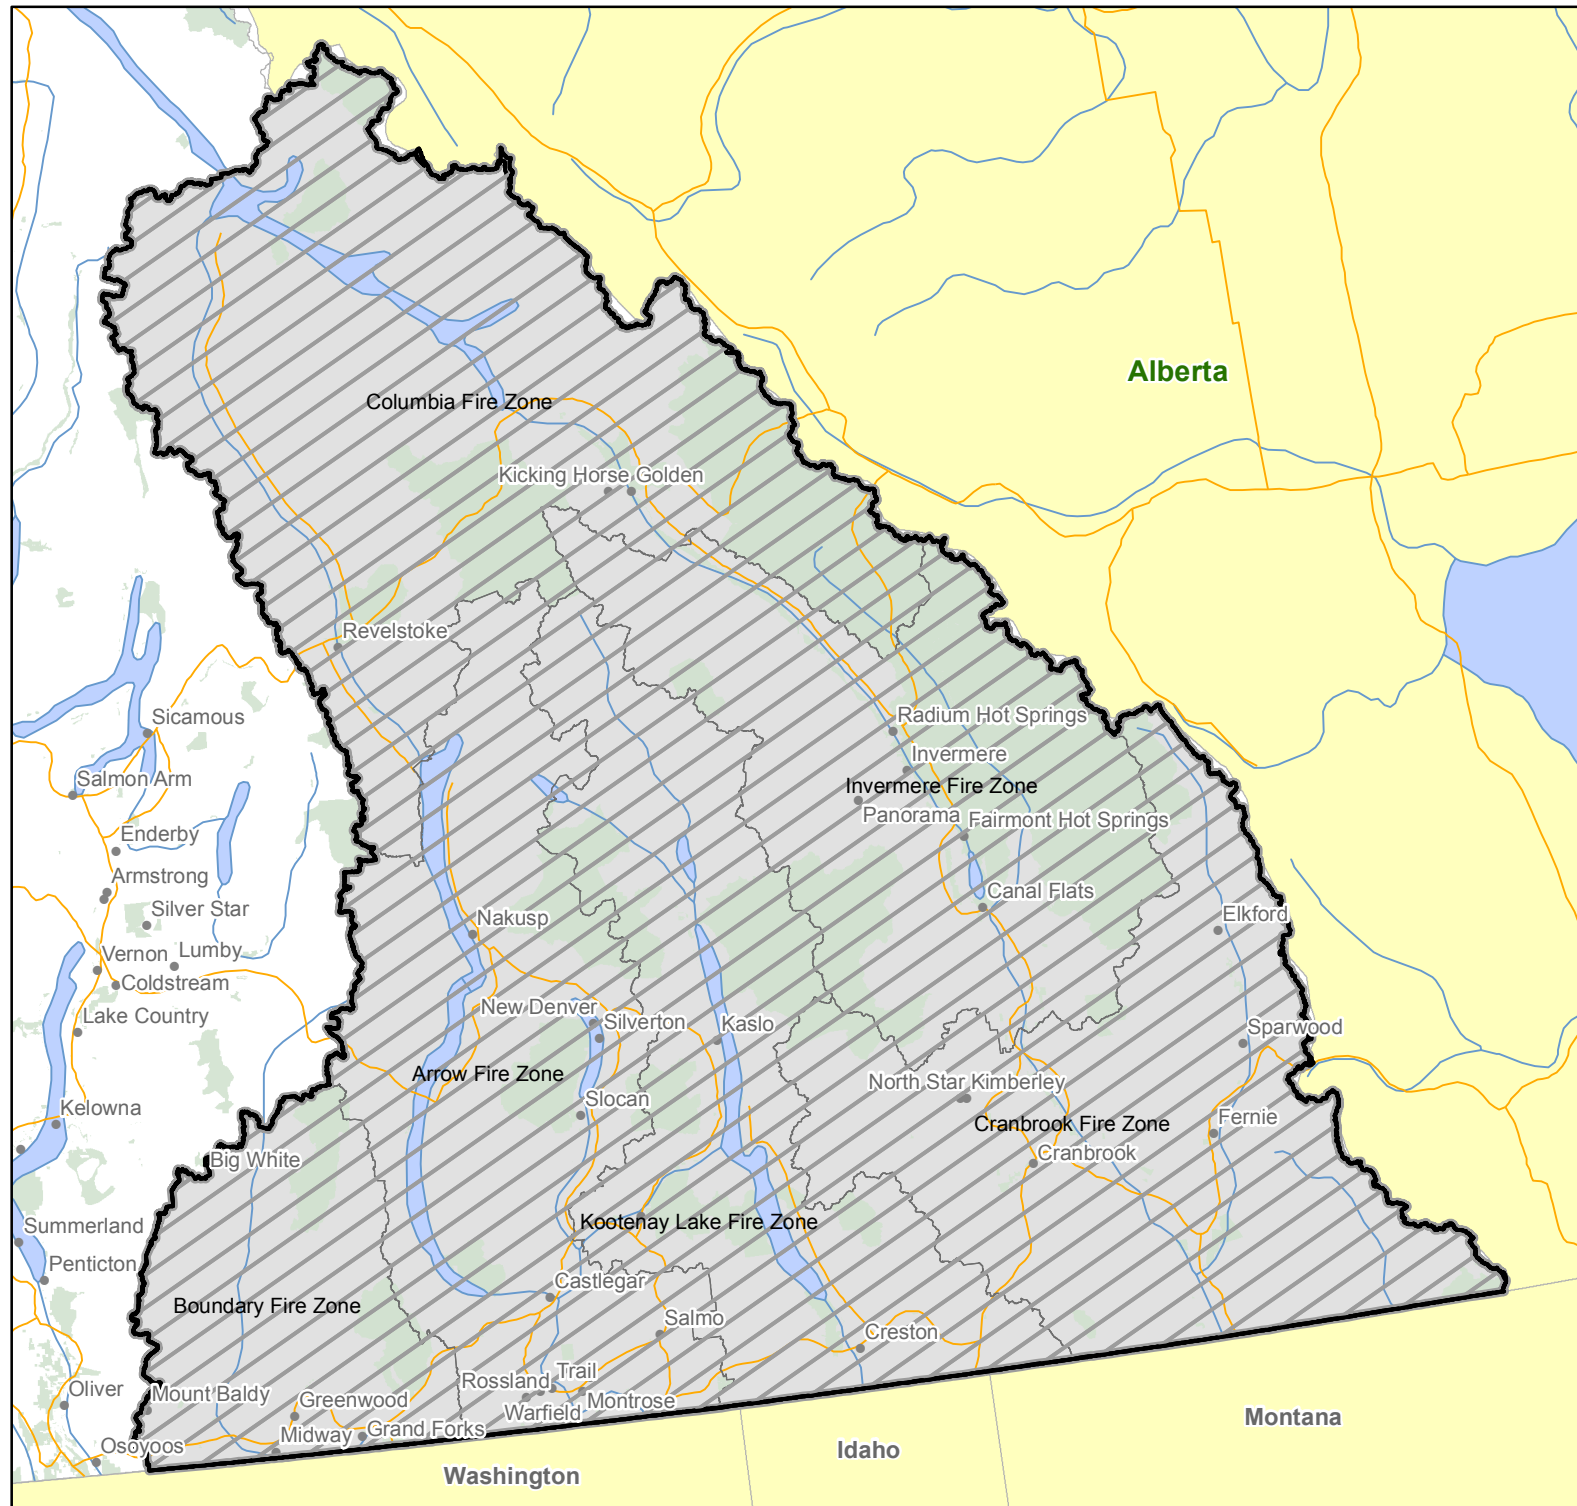 Alberta
Columbia Fire Zone
Kicking Horse
Golden
Revelstoke
Sicamous
Radium Hot Springs
Invermere
Salmon Arm
Invermere Fire Zone
Panorama
Fairmont Hot Springs
Enderby
Armstrong
Canal Flats
Silver Star
Nakusp
Elkford
Vernon
Lumby
Coldstream
New Denver
Silverton
Kaslo
Lake Country
Sparwood
Arrow Fire Zone
North Star
Kimberley
Slocan
Kelowna
Cranbrook Fire Zone
Fernie
Big White
Cranbrook
Summerland
Kootenay Lake Fire Zone
Penticton
Castlegar
Boundary Fire Zone
Salmo
Creston
Trail
Rossland
Oliver
Mount Baldy
Greenwood
Montrose
Warfield
Grand Forks
Midway
Osoyoos
Montana
Idaho
Washington